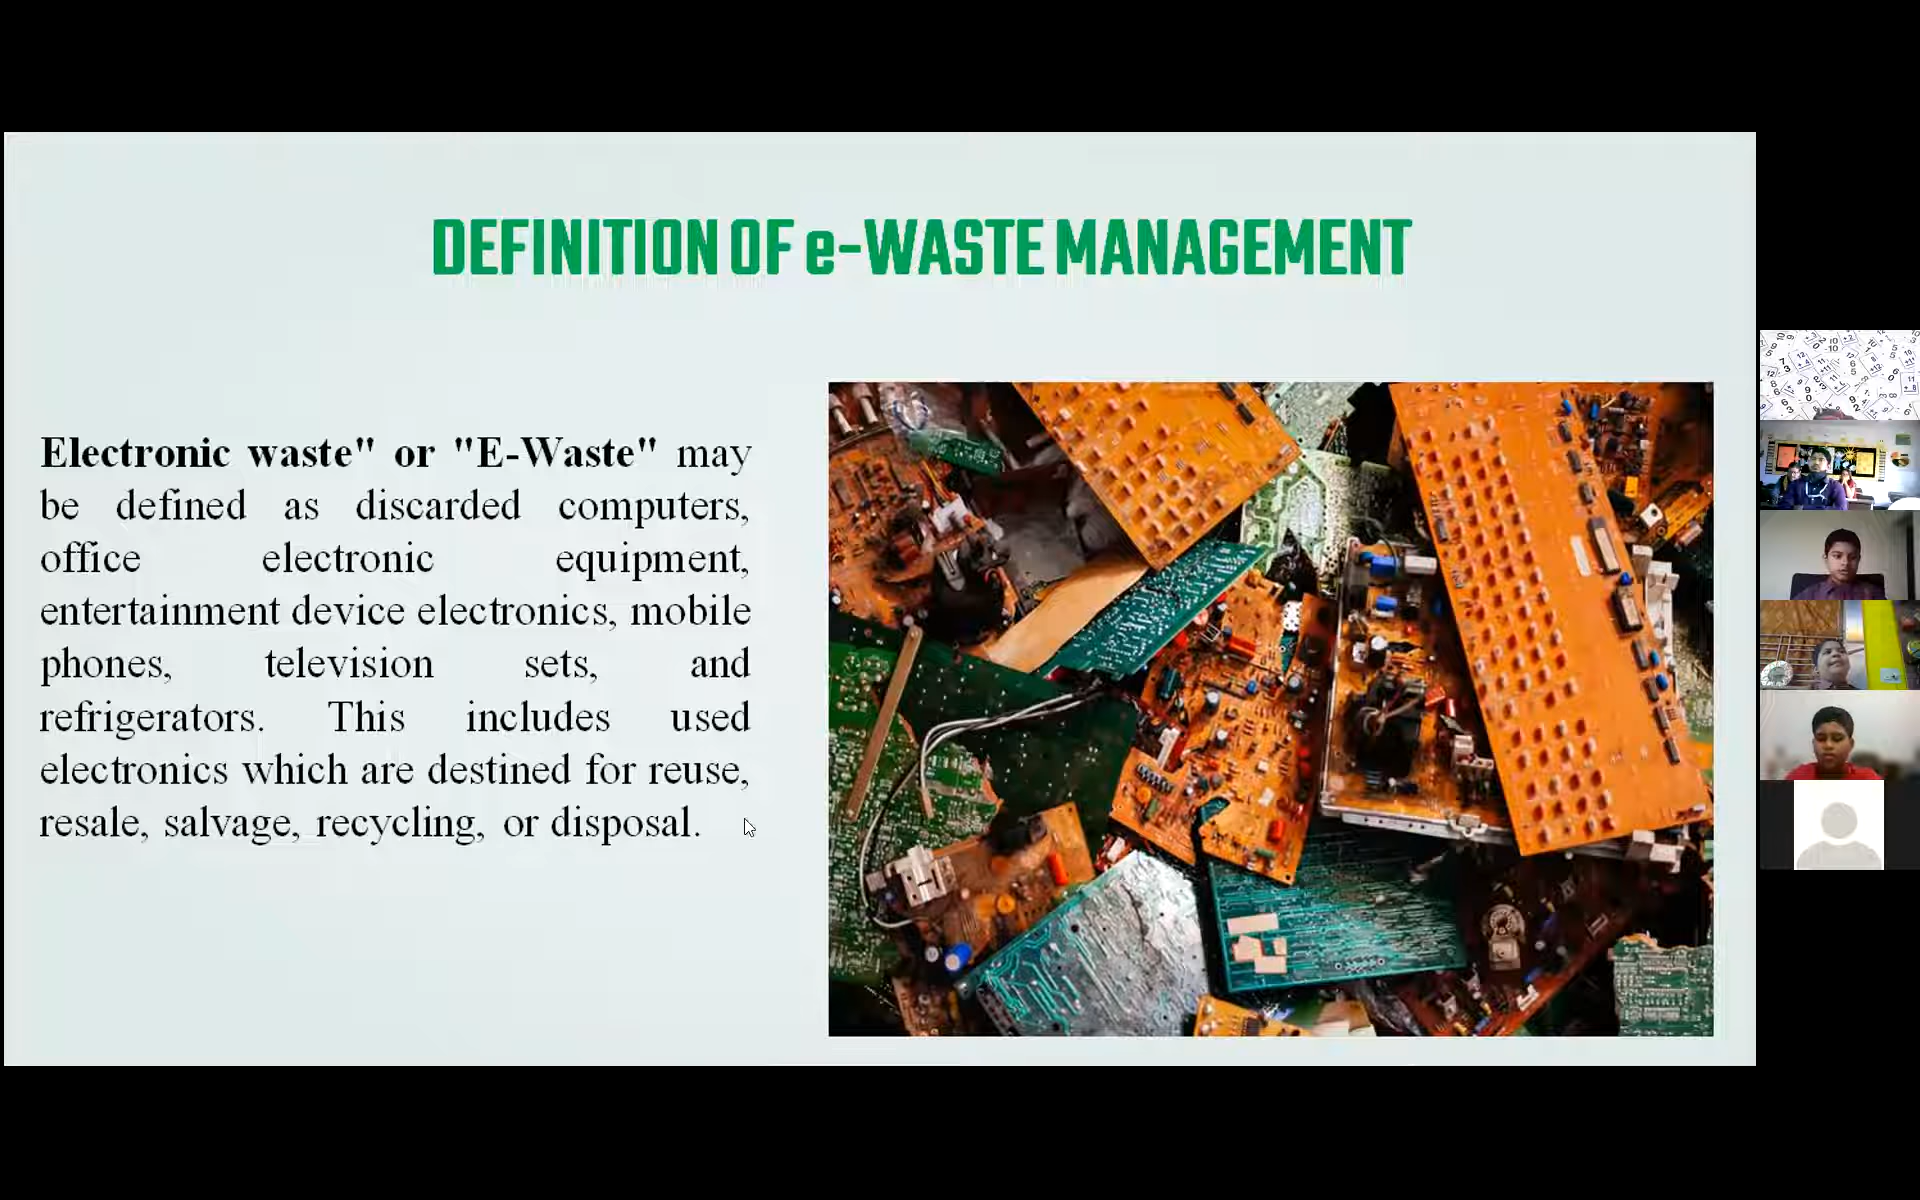 DEFINITION OF e-WASTE MANAGEMENT
Electronic waste" or "E-Waste" may
be defined as discarded computers,
office electronic equipment,
entertainment device electronics, mobile
phones, television sets, and
refrigerators. This includes used
electronics which are destined for reuse,
resale, salvage, recycling, or disposal.